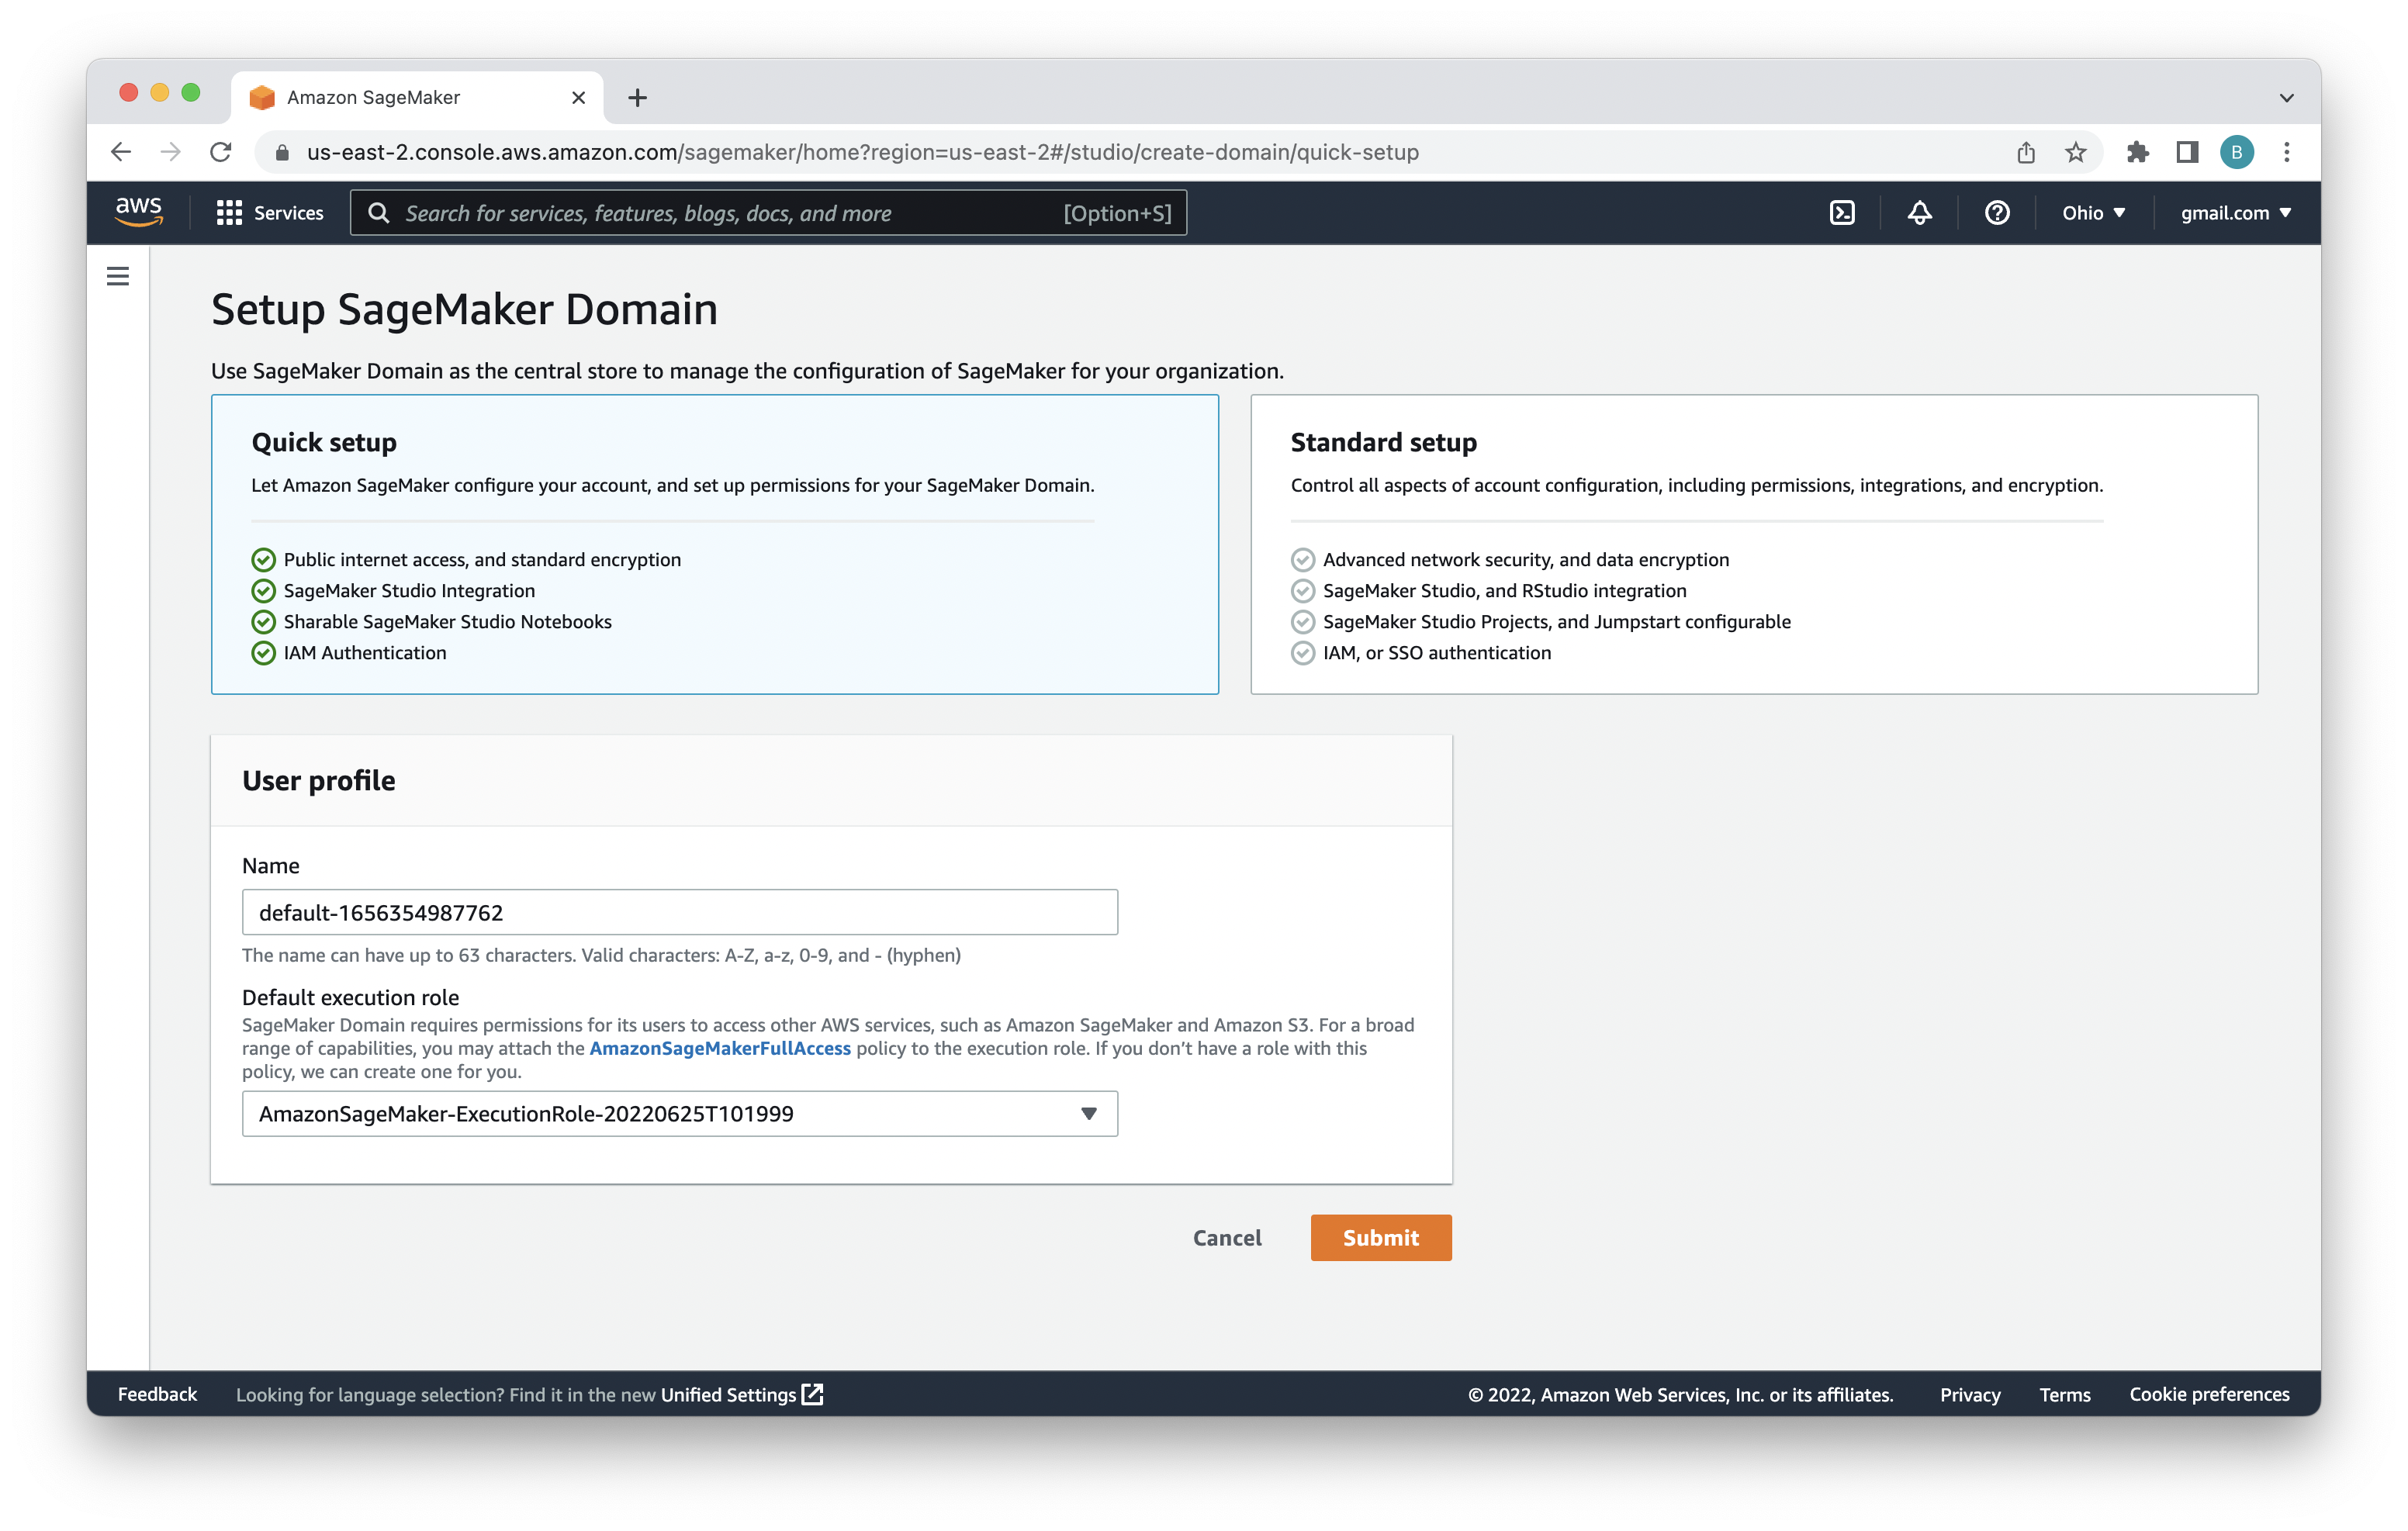 Amazon SageMaker
us-east-2.console.aws.amazon.com/sagemaker/home?region=us-east-2#/studio/create-domain/quick-setup
B
aws
Services
Search for services, features, blogs, docs, and more
[Option+S]
Ohio
gmail.com
Setup SageMaker Domain
Use SageMaker Domain as the central store to manage the configuration of SageMaker for your organization.
Quick setup
Let Amazon SageMaker configure your account, and set up permissions for your SageMaker Domain.
Public internet access, and standard encryption
SageMaker Studio Integration
Sharable SageMaker Studio Notebooks
IAM Authentication
Standard setup
Control all aspects of account configuration, including permissions, integrations, and encryption.
Advanced network security, and data encryption
SageMaker Studio, and RStudio integration
SageMaker Studio Projects, and Jumpstart configurable
IAM, or SSO authentication
User profile
Name
default-1656354987762
The name can have up to 63 characters. Valid characters: A-Z, a-z, 0-9, and - (hyphen)
Default execution role
SageMaker Domain requires permissions for its users to access other AWS services, such as Amazon SageMaker and Amazon S3. For a broad
range of capabilities, you may attach the AmazonSageMakerFullAccess policy to the execution role. If you don’t have a role with this
policy, we can create one for you.
AmazonSageMaker-ExecutionRole-20220625T101999
Cancel
Submit
Feedback
Looking for language selection? Find it in the new Unified Settings
© 2022, Amazon Web Services, Inc. or its affiliates.
Privacy
Terms
Cookie preferences